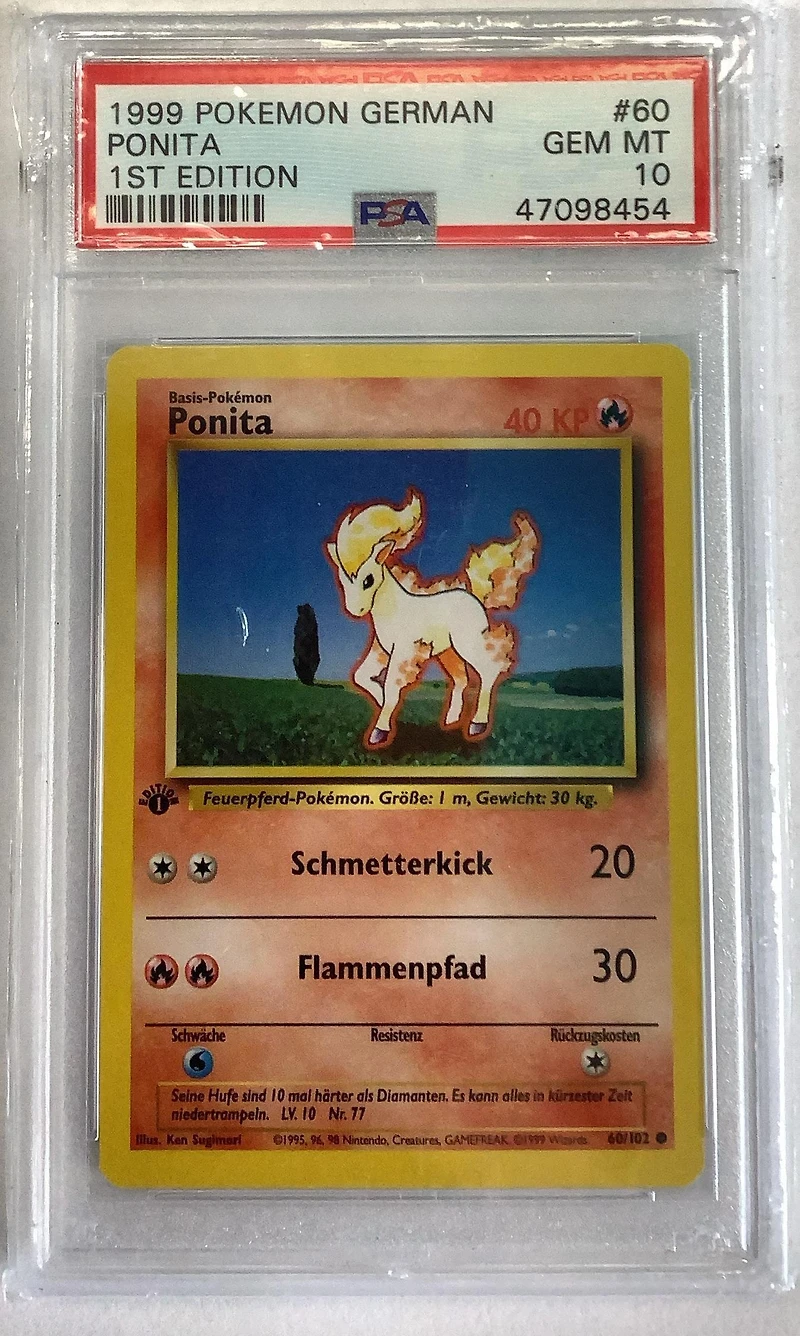 1999 POKEMON GERMAN #60
PONITA GEM MT
1ST EDITION 10
PSA 47098454
Basis-Pokémon
Ponita 40 KP
EDITION 1
Feuerpferd-Pokémon. Größe: 1 m, Gewicht: 30 kg.
Schmetterkick 20
Flammenpfad 30
Schwäche Resistenz Rückzugskosten
Seine Hufe sind 10 mal härter als Diamanten. Es kann alles in kürzester Zeit
niedertrampeln. LV. 10 Nr. 77
Illus. Ken Sugimori ©1995, 96, 98 Nintendo, Creatures, GAMEFREAK. ©1999 Wizards. 60/102